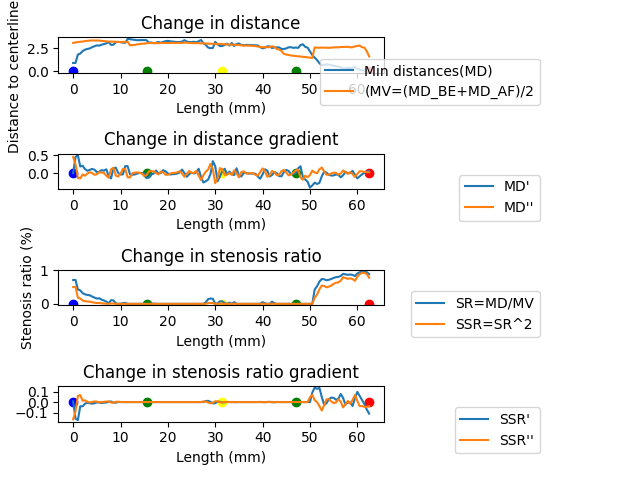 Change in distance
Distance to centerline
2.5
0.0
0 10 20 30 40 50 60
Length (mm)
Min distances(MD)
(MV=(MD_BE+MD_AF)/2
Change in distance gradient
0.5
0.0
0 10 20 30 40 50 60
Length (mm)
MD'
MD''
Change in stenosis ratio
Stenosis ratio (%)
1
0
0 10 20 30 40 50 60
Length (mm)
SR=MD/MV
SSR=SR^2
Change in stenosis ratio gradient
0.1
0.0
−0.1
0 10 20 30 40 50 60
Length (mm)
SSR'
SSR''